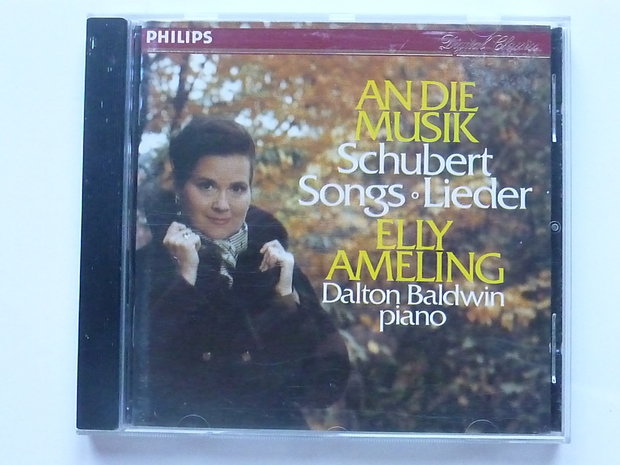 PHILIPS
Digital Classics
AN DIE
MUSIK
Schubert
Songs • Lieder
ELLY
AMELING
Dalton Baldwin
piano